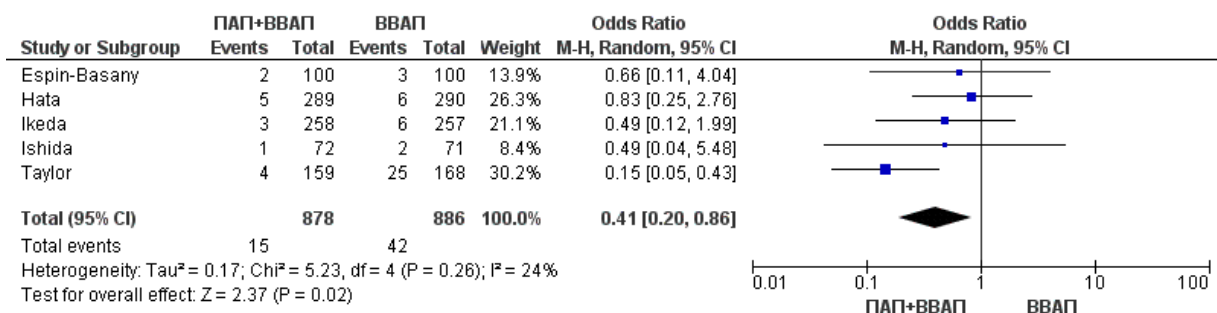 ПАП+ВВАП ВВАП Odds Ratio Odds Ratio
Study or Subgroup Events Total Events Total Weight M-H, Random, 95% CI M-H, Random, 95% CI
Espin-Basany 2 100 3 100 13.9% 0.66 [0.11, 4.04]
Hata 5 289 6 290 26.3% 0.83 [0.25, 2.76]
Ikeda 3 258 6 257 21.1% 0.49 [0.12, 1.99]
Ishida 1 72 2 71 8.4% 0.49 [0.04, 5.48]
Taylor 4 159 25 168 30.2% 0.15 [0.05, 0.43]
Total (95% CI) 878 886 100.0% 0.41 [0.20, 0.86]
Total events 15 42
Heterogeneity: Tau² = 0.17; Chi² = 5.23, df = 4 (P = 0.26); I² = 24%
Test for overall effect: Z = 2.37 (P = 0.02)
0.01 0.1 1 10 100
ПАП+ВВАП ВВАП